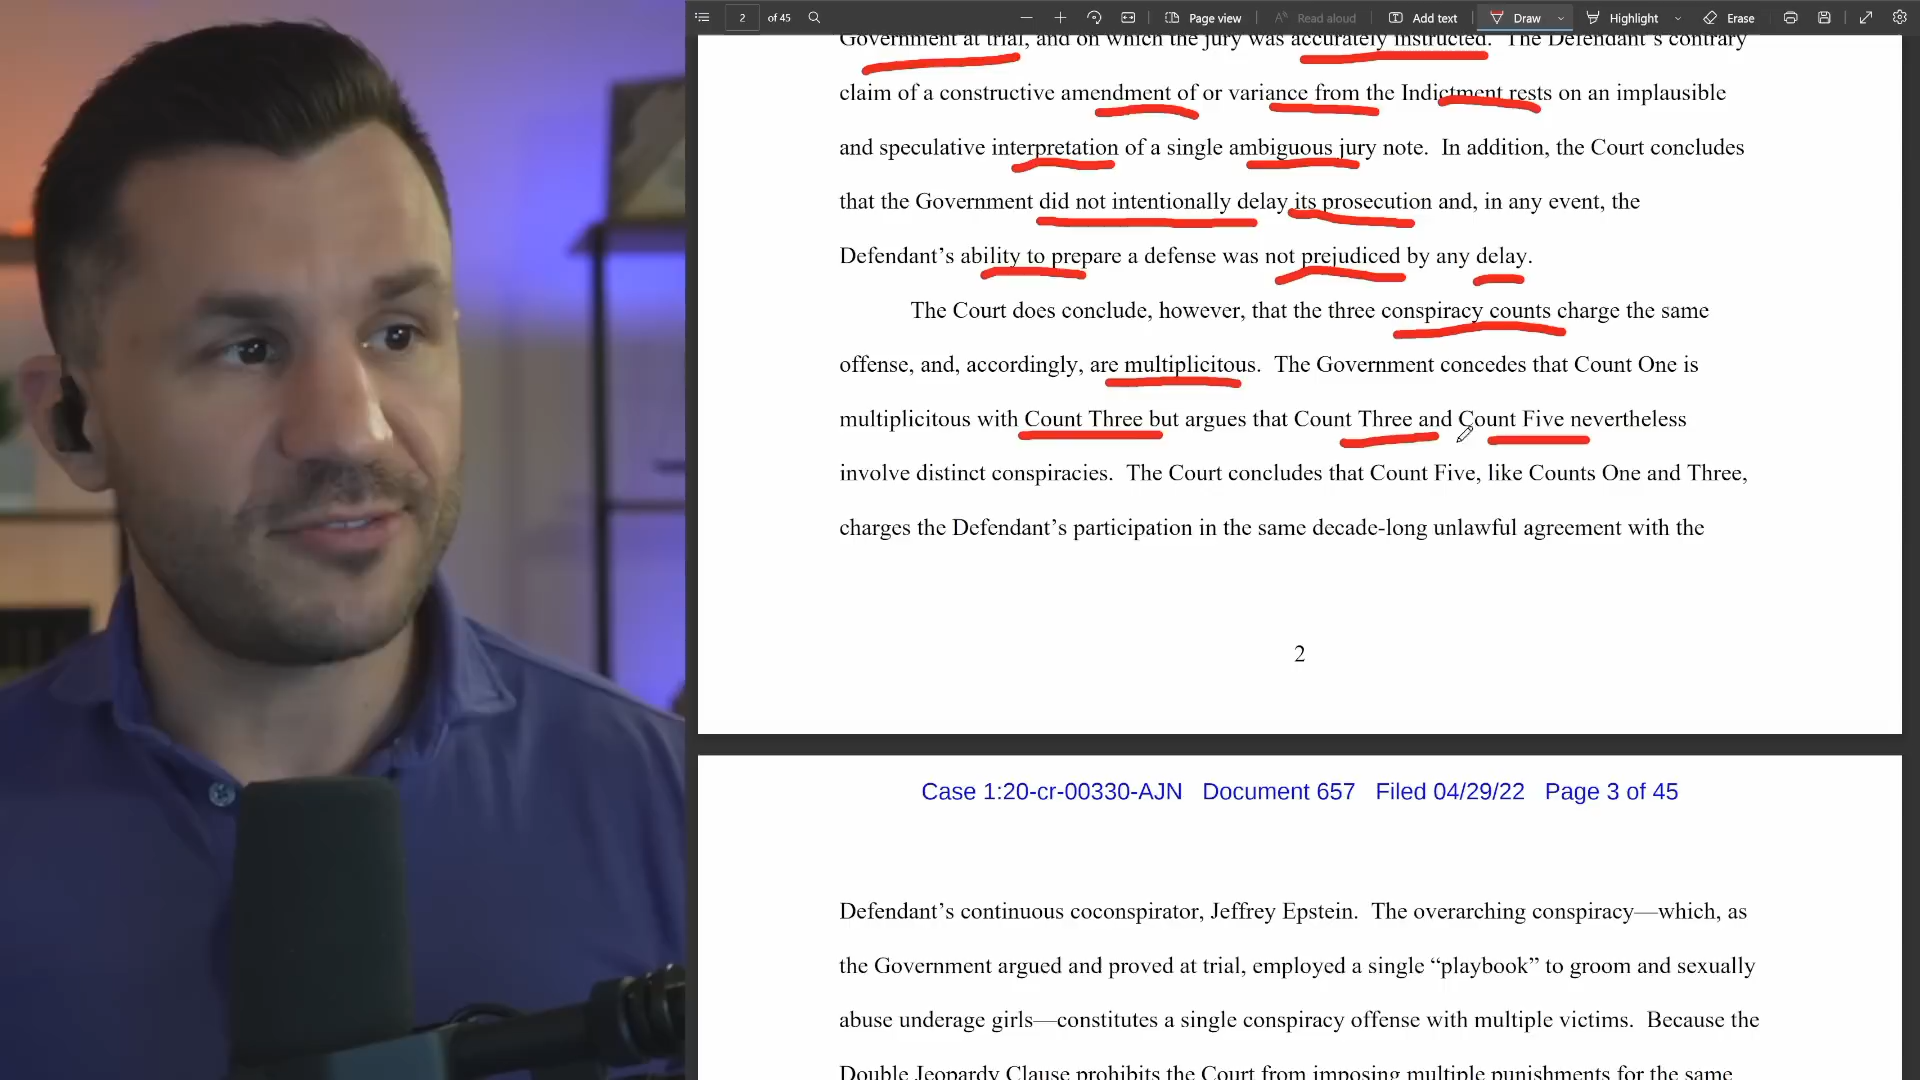 2 of 45 Page view Read aloud Add text Draw Highlight Erase
Government at trial, and on which the jury was accurately instructed. The Defendant's contrary
claim of a constructive amendment of or variance from the Indictment rests on an implausible
and speculative interpretation of a single ambiguous jury note. In addition, the Court concludes
that the Government did not intentionally delay its prosecution and, in any event, the
Defendant's ability to prepare a defense was not prejudiced by any delay.
The Court does conclude, however, that the three conspiracy counts charge the same
offense, and, accordingly, are multiplicitous. The Government concedes that Count One is
multiplicitous with Count Three but argues that Count Three and Count Five nevertheless
involve distinct conspiracies. The Court concludes that Count Five, like Counts One and Three,
charges the Defendant's participation in the same decade-long unlawful agreement with the
2
Case 1:20-cr-00330-AJN Document 657 Filed 04/29/22 Page 3 of 45
Defendant's continuous coconspirator, Jeffrey Epstein. The overarching conspiracy—which, as
the Government argued and proved at trial, employed a single “playbook” to groom and sexually
abuse underage girls—constitutes a single conspiracy offense with multiple victims. Because the
Double Jeopardy Clause prohibits the Court from imposing multiple punishments for the same